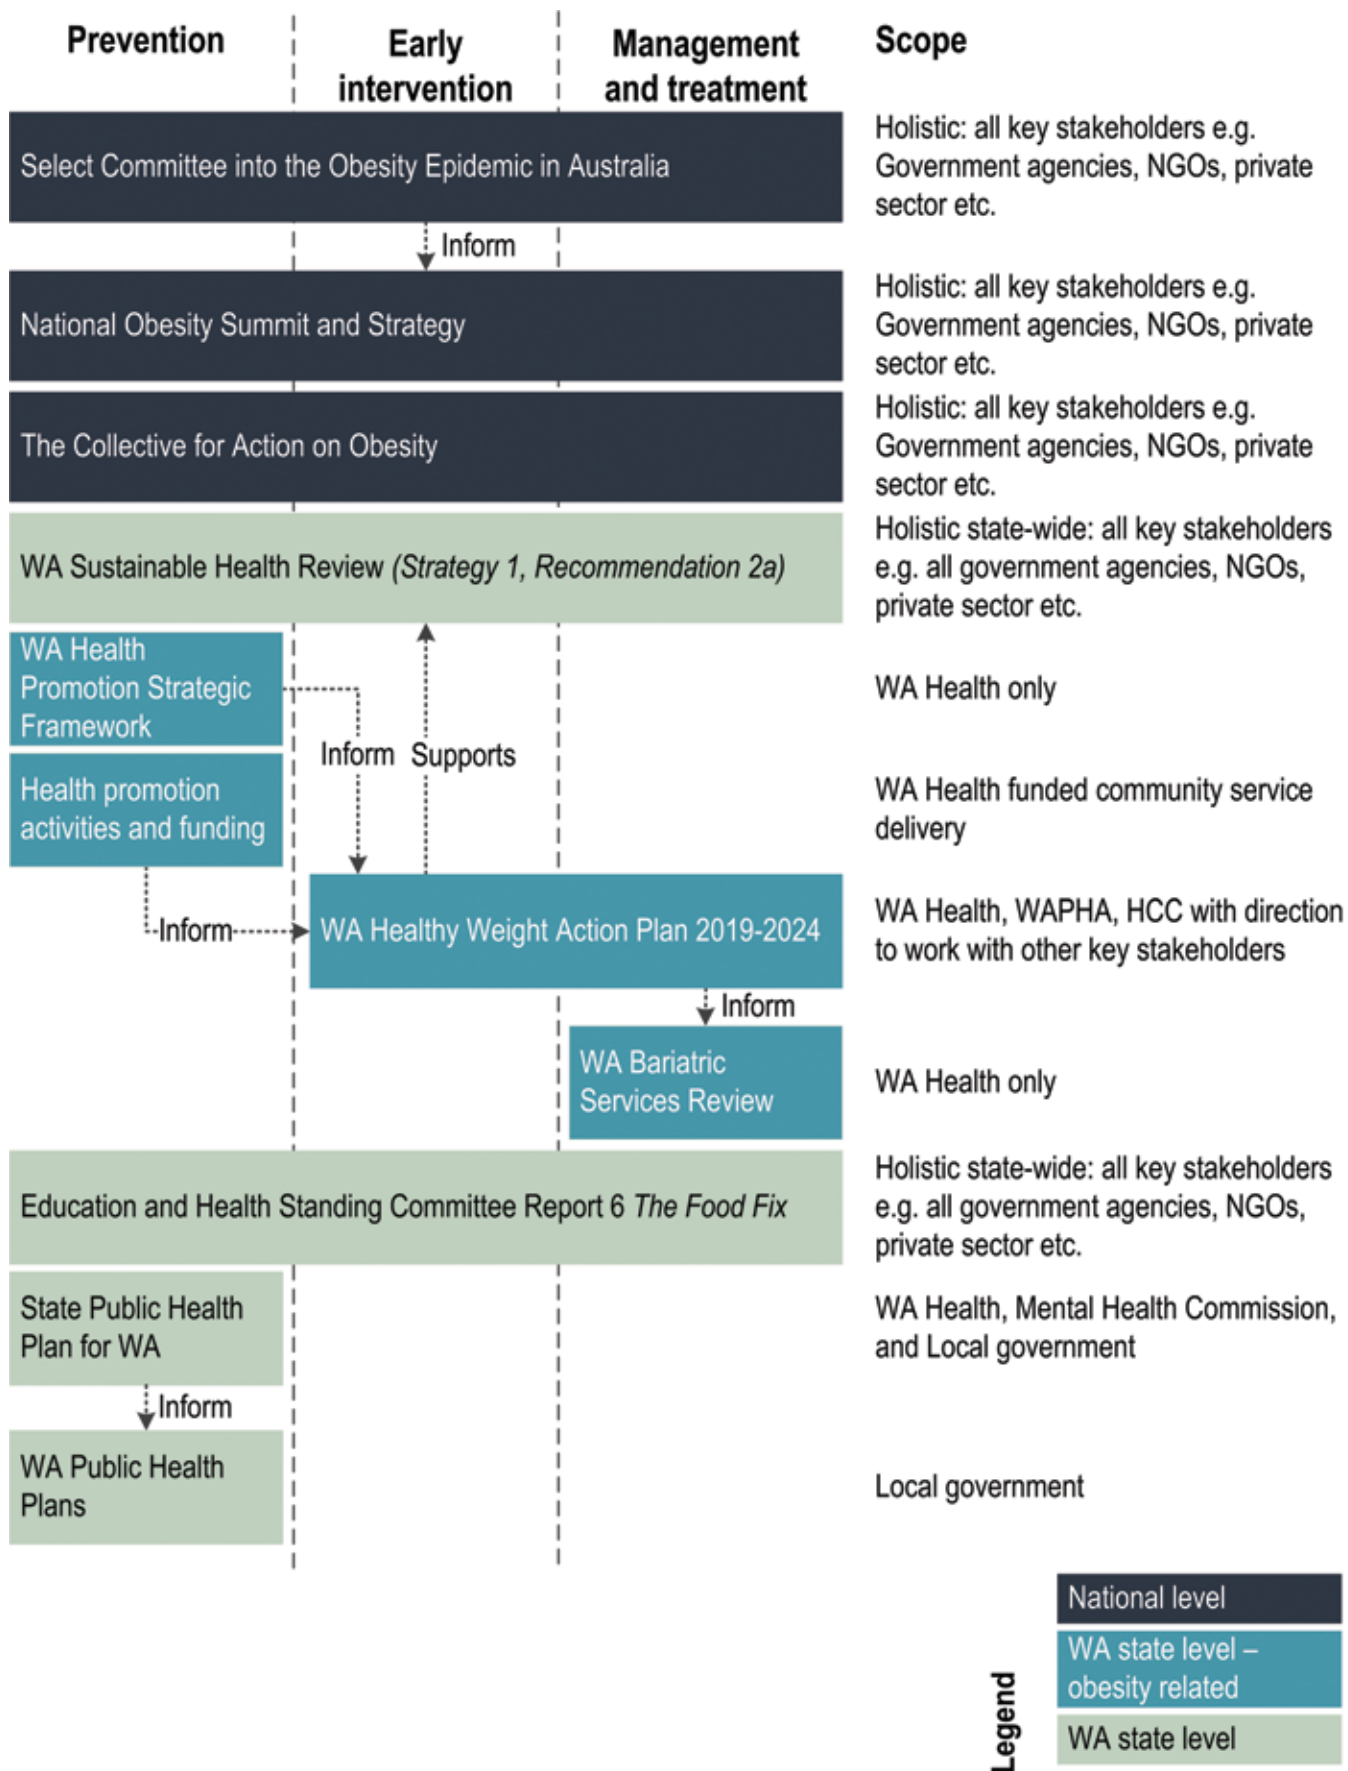 Prevention
Early
intervention
Management
and treatment
Scope
Select Committee into the Obesity Epidemic in Australia
Holistic: all key stakeholders e.g.
Government agencies, NGOs, private
sector etc.
Inform
National Obesity Summit and Strategy
Holistic: all key stakeholders e.g.
Government agencies, NGOs, private
sector etc.
The Collective for Action on Obesity
Holistic: all key stakeholders e.g.
Government agencies, NGOs, private
sector etc.
WA Sustainable Health Review (Strategy 1, Recommendation 2a)
Holistic state-wide: all key stakeholders
e.g. all government agencies, NGOs,
private sector etc.
WA Health
Promotion Strategic
Framework
WA Health only
Inform
Supports
Health promotion
activities and funding
WA Health funded community service
delivery
Inform
WA Healthy Weight Action Plan 2019-2024
WA Health, WAPHA, HCC with direction
to work with other key stakeholders
Inform
WA Bariatric
Services Review
WA Health only
Education and Health Standing Committee Report 6 The Food Fix
Holistic state-wide: all key stakeholders
e.g. all government agencies, NGOs,
private sector etc.
State Public Health
Plan for WA
WA Health, Mental Health Commission,
and Local government
Inform
WA Public Health
Plans
Local government
Legend
National level
WA state level –
obesity related
WA state level